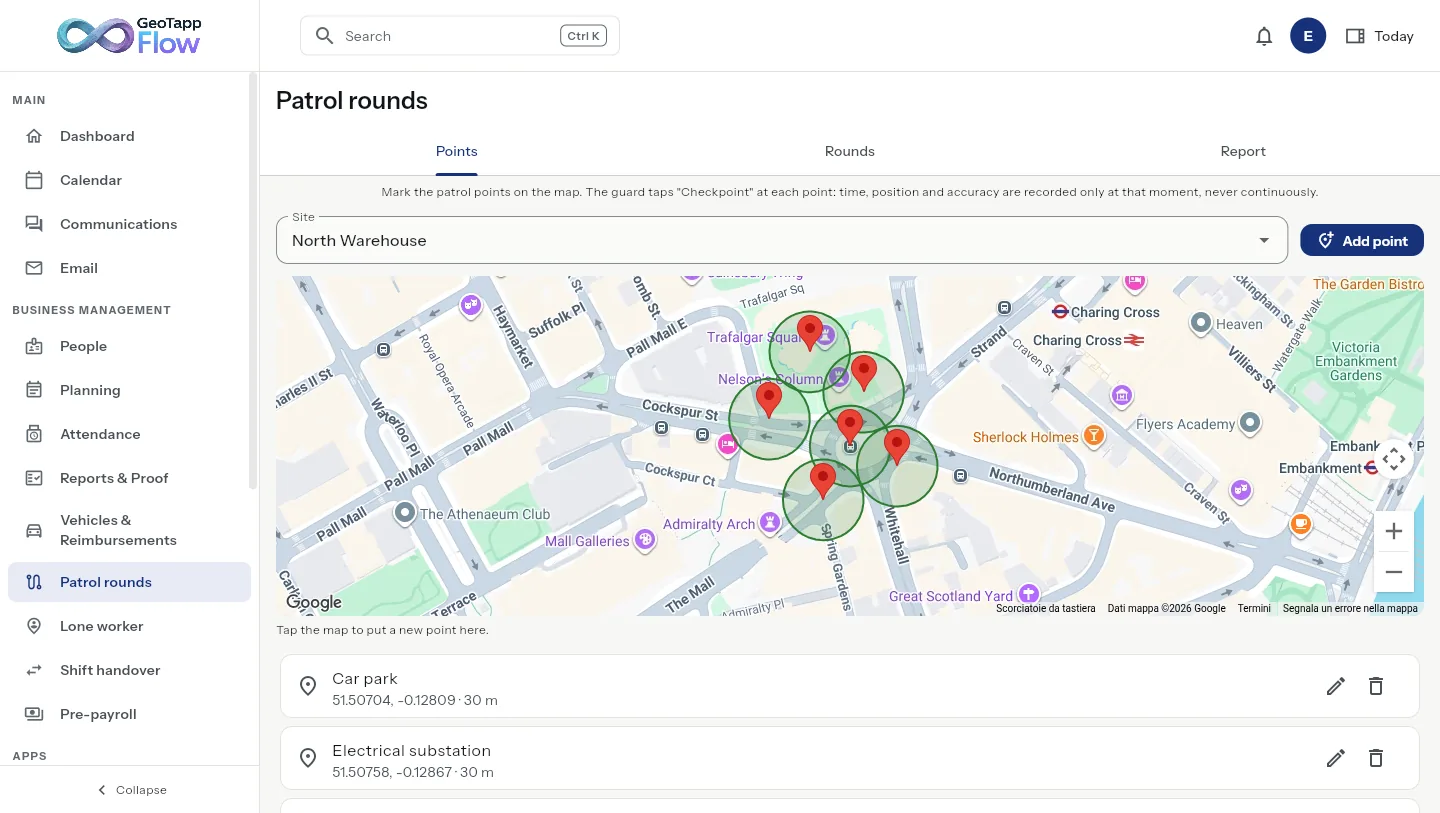 GeoTapp
Flow
Search
Ctrl K
E
Today
MAIN
Dashboard
Calendar
Communications
Email
BUSINESS MANAGEMENT
People
Planning
Attendance
Reports & Proof
Vehicles &
Reimbursements
Patrol rounds
Lone worker
Shift handover
Pre-payroll
APPS
Collapse
Patrol rounds
Points
Rounds
Report
Mark the patrol points on the map. The guard taps "Checkpoint" at each point: time, position and accuracy are recorded only at that moment, never continuously.
Site
North Warehouse
Add point
Trafalgar Sq
The Garden Bistro
Haymarket
Suffolk Pl
Pall Mall E
Strand
Charing Cross
Charing Cross
Heaven
Watergate Walk
Craven St
Villiers St
Victoria
Embankment
Gardens
Royal Opera Arcade
Nelson's Column
Cockspur St
Waterloo Pl
Pall Mall
Pall Mall
Pall Mall
Sherlock Holmes
Flyers Academy
Embankment
Cockspur Ct
Northumberland Ave
Craven St
The Athenaeum Club
Admiralty Arch
Mall Galleries
Spring Gardens
Whitehall
The Mall
Great Scotland Yard
Google
Scorciatoie da tastiera
Dati mappa ©2026 Google
Termini
Segnala un errore nella mappa
Tap the map to put a new point here.
Car park
51.50704, -0.12809 · 30 m
Electrical substation
51.50758, -0.12867 · 30 m